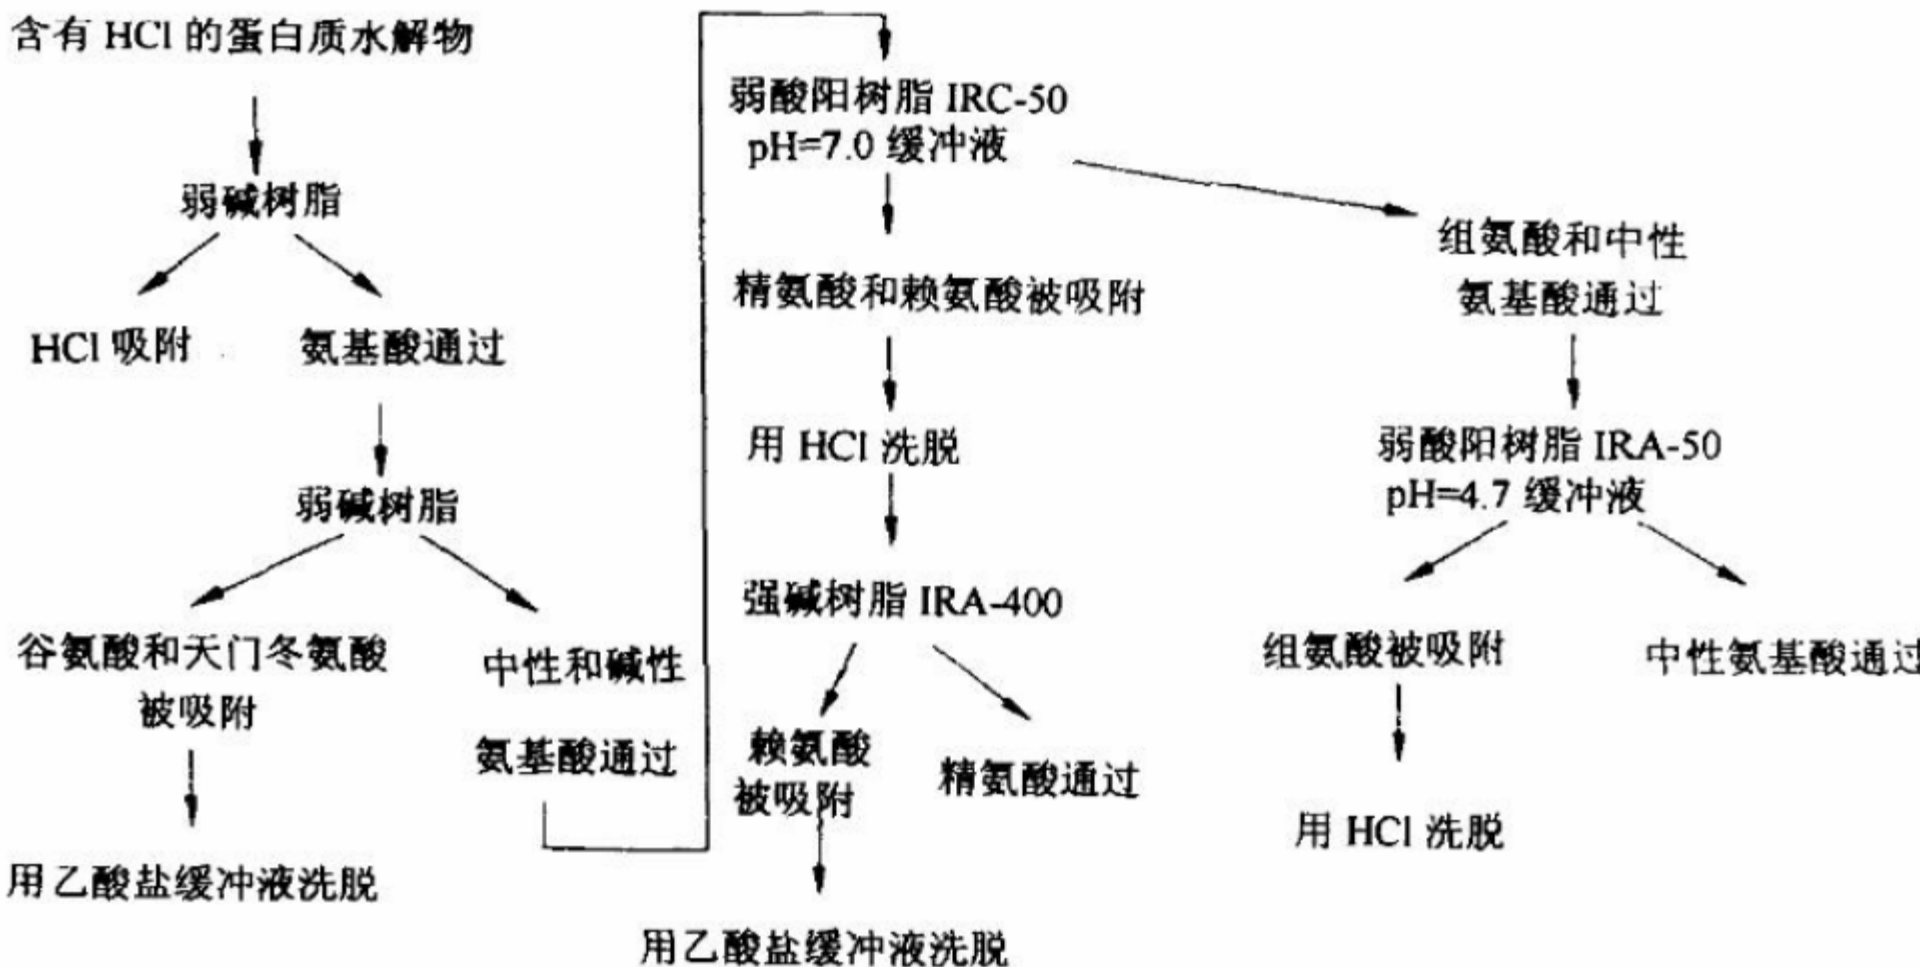 含有 HCl 的蛋白质水解物
弱碱树脂
HCl 吸附
氨基酸通过
弱碱树脂
谷氨酸和天门冬氨酸
被吸附
用乙酸盐缓冲液洗脱
中性和碱性
氨基酸通过
弱酸阳树脂 IRC-50
pH=7.0 缓冲液
精氨酸和赖氨酸被吸附
用 HCl 洗脱
强碱树脂 IRA-400
赖氨酸
被吸附
用乙酸盐缓冲液洗脱
精氨酸通过
组氨酸和中性
氨基酸通过
弱酸阳树脂 IRA-50
pH=4.7 缓冲液
组氨酸被吸附
用 HCl 洗脱
中性氨基酸通过